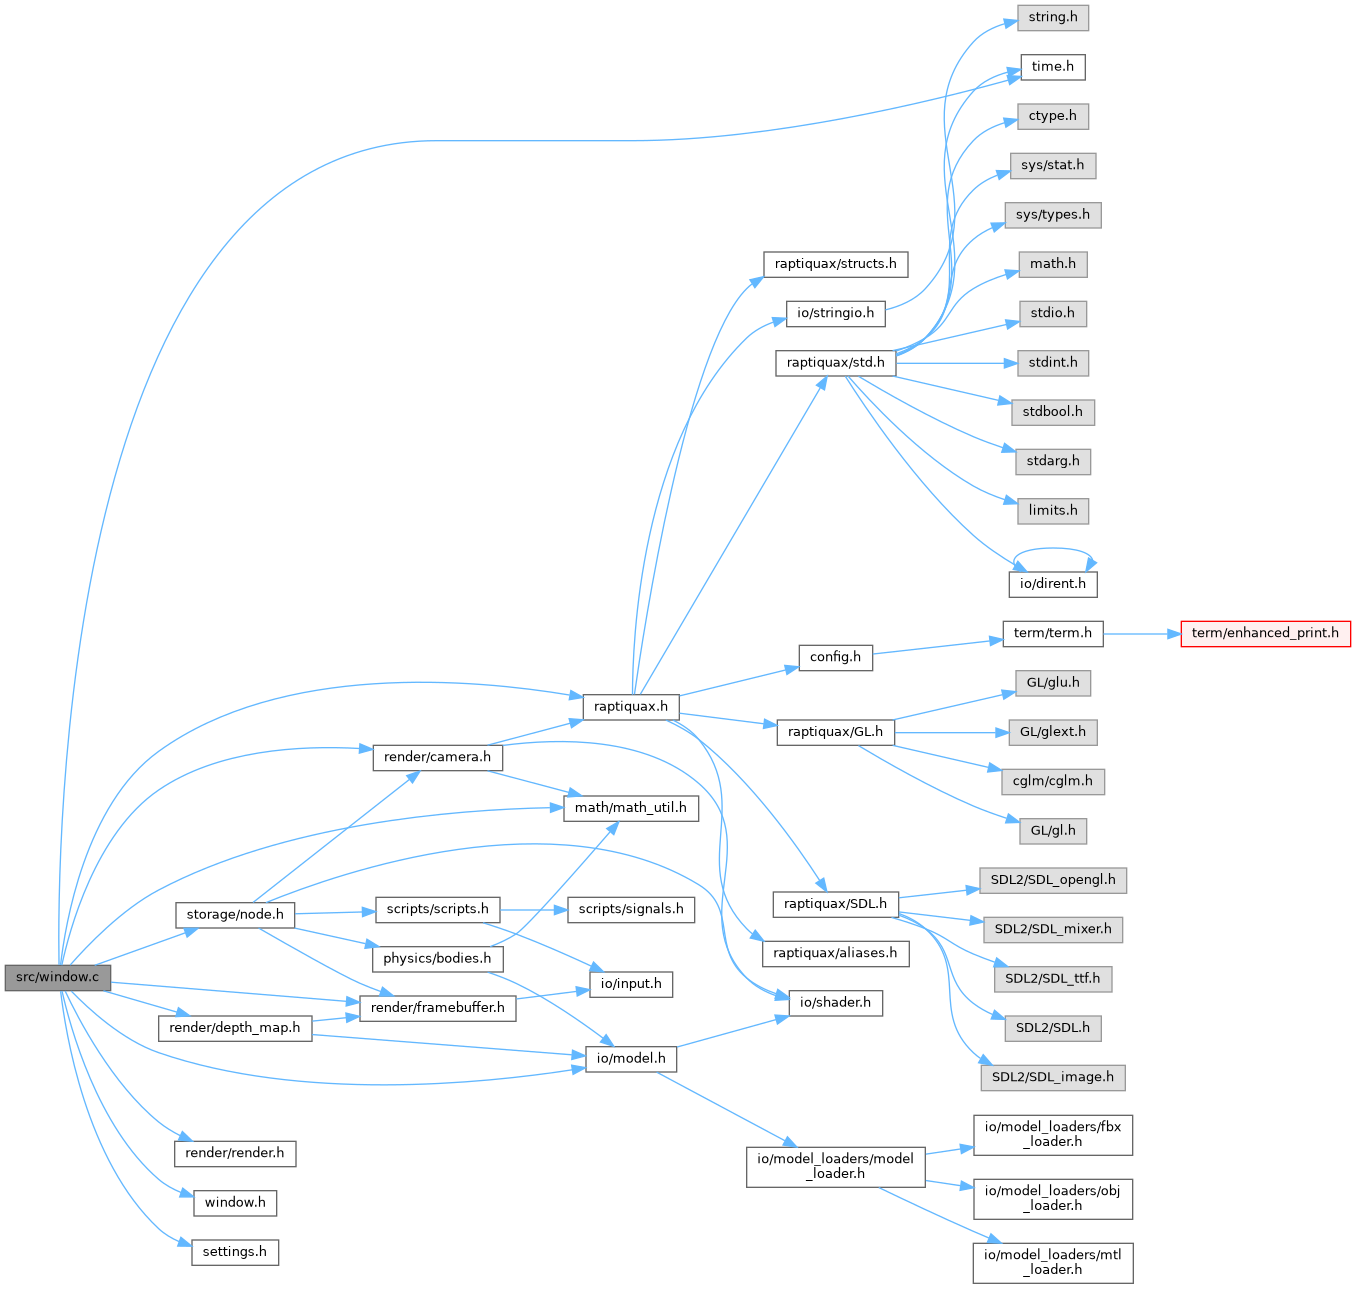 string.h
time.h
ctype.h
sys/stat.h
sys/types.h
raptiquax/structs.h
math.h
io/stringio.h
stdio.h
raptiquax/std.h
stdint.h
stdbool.h
stdarg.h
limits.h
io/dirent.h
term/term.h
term/enhanced_print.h
config.h
GL/glu.h
raptiquax.h
raptiquax/GL.h
GL/glext.h
render/camera.h
cglm/cglm.h
math/math_util.h
GL/gl.h
SDL2/SDL_opengl.h
raptiquax/SDL.h
storage/node.h
scripts/scripts.h
scripts/signals.h
SDL2/SDL_mixer.h
physics/bodies.h
raptiquax/aliases.h
src/window.c
io/input.h
SDL2/SDL_ttf.h
render/framebuffer.h
io/shader.h
render/depth_map.h
SDL2/SDL.h
io/model.h
SDL2/SDL_image.h
io/model_loaders/fbx
_loader.h
render/render.h
io/model_loaders/model
_loader.h
window.h
io/model_loaders/obj
_loader.h
settings.h
io/model_loaders/mtl
_loader.h